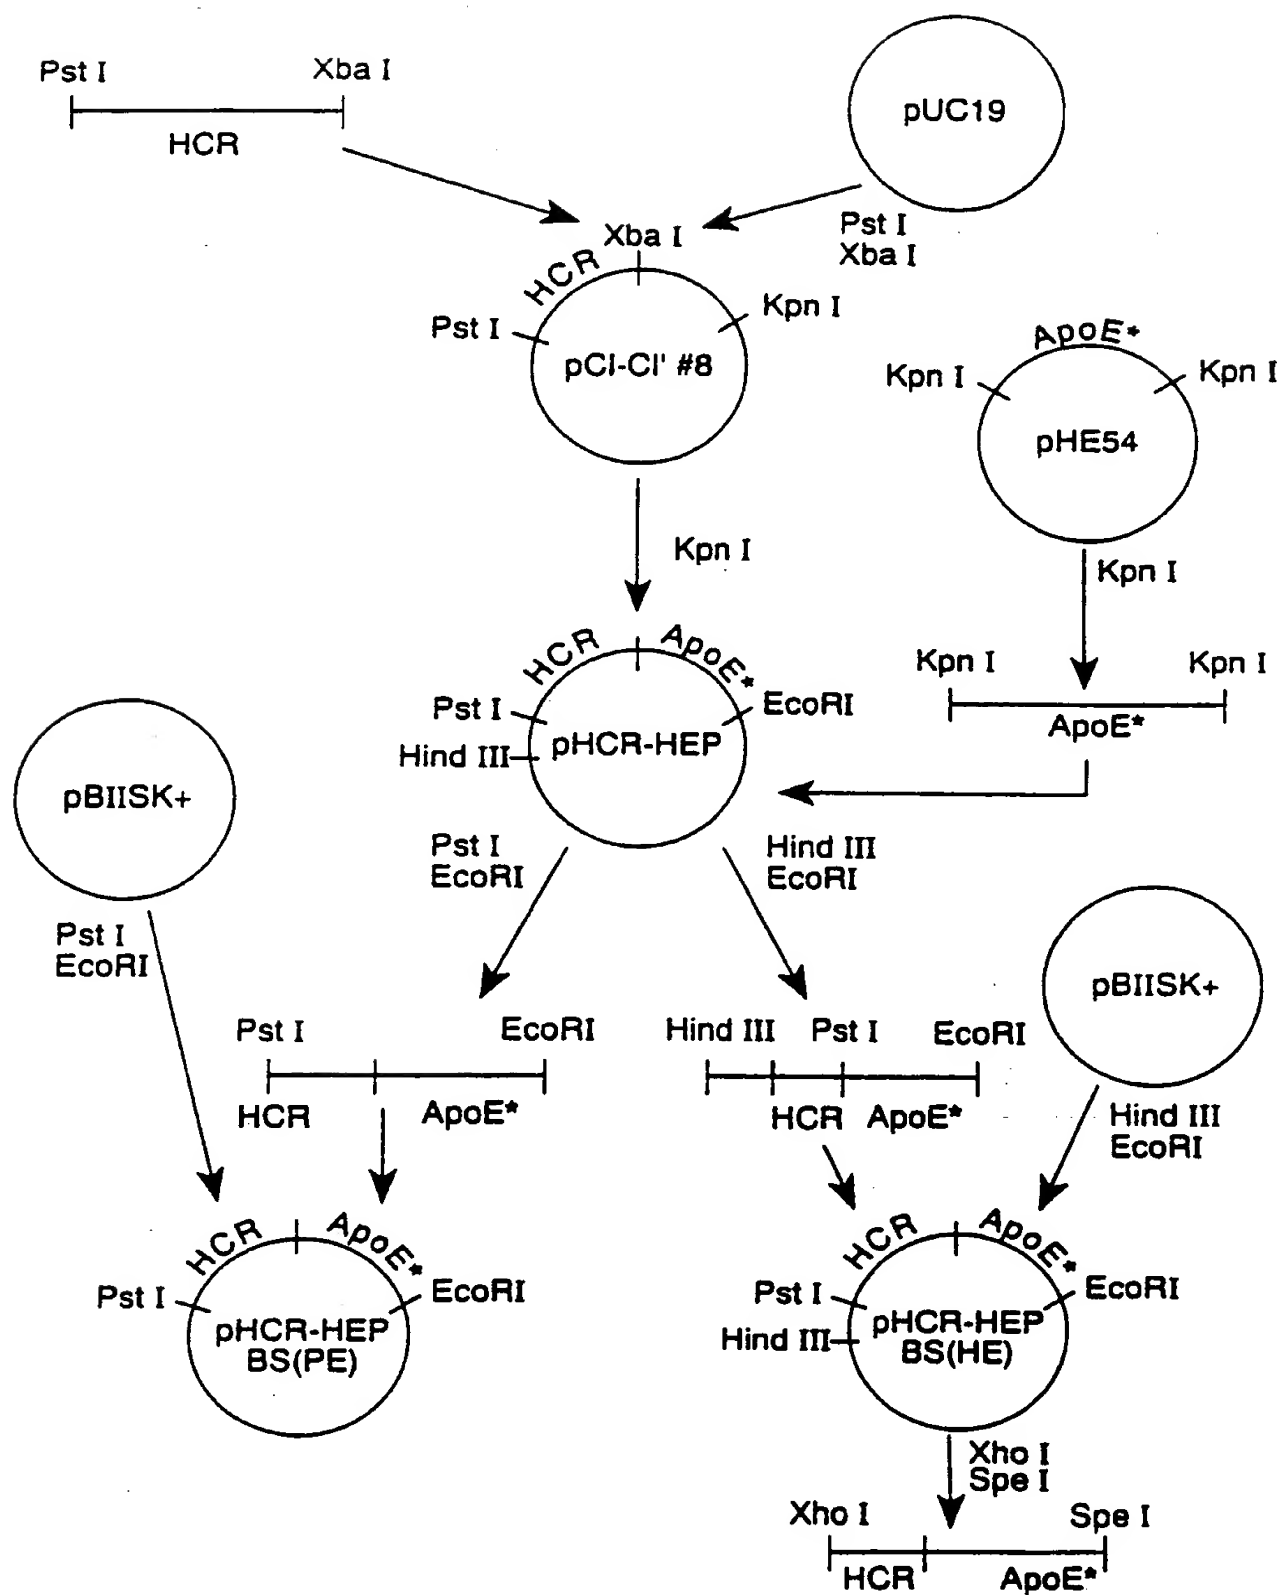 Pst I
Xba I
HCR
pUC19
Pst I
Xba I
Xba I
HCR
Pst I
Kpn I
pCI-CI' #8
ApoE*
Kpn I
Kpn I
pHE54
Kpn I
Kpn I
Kpn I
Kpn I
ApoE*
HCR
ApoE*
Pst I
EcoRI
Hind III
pHCR-HEP
pBIISK+
Pst I
EcoRI
Pst I
EcoRI
Hind III
EcoRI
pBIISK+
Pst I
EcoRI
HCR
ApoE*
Hind III
Pst I
EcoRI
HCR
ApoE*
Hind III
EcoRI
HCR
ApoE*
Pst I
EcoRI
pHCR-HEP
BS(PE)
HCR
ApoE*
Pst I
EcoRI
Hind III
pHCR-HEP
BS(HE)
Xho I
Spe I
Xho I
Spe I
HCR
ApoE*